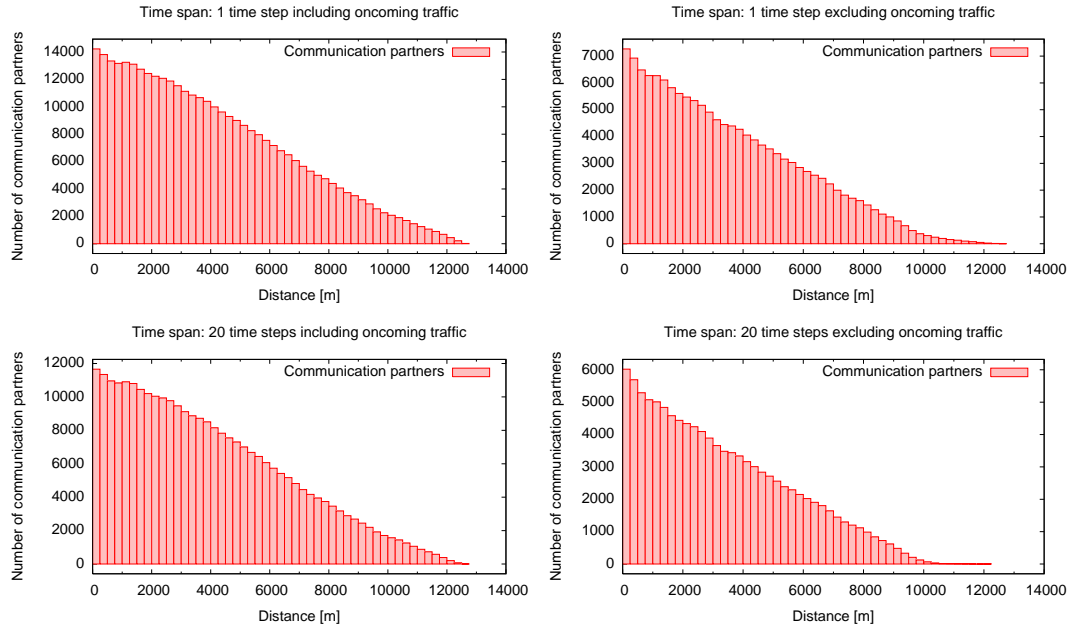 Time span: 1 time step including oncoming traffic
Number of communication partners
14000
12000
10000
8000
6000
4000
2000
0
Communication partners
0 2000 4000 6000 8000 10000 12000 14000
Distance [m]
Time span: 1 time step excluding oncoming traffic
Number of communication partners
7000
6000
5000
4000
3000
2000
1000
0
Communication partners
0 2000 4000 6000 8000 10000 12000 14000
Distance [m]
Time span: 20 time steps including oncoming traffic
Number of communication partners
12000
10000
8000
6000
4000
2000
0
Communication partners
0 2000 4000 6000 8000 10000 12000 14000
Distance [m]
Time span: 20 time steps excluding oncoming traffic
Number of communication partners
6000
5000
4000
3000
2000
1000
0
Communication partners
0 2000 4000 6000 8000 10000 12000 14000
Distance [m]